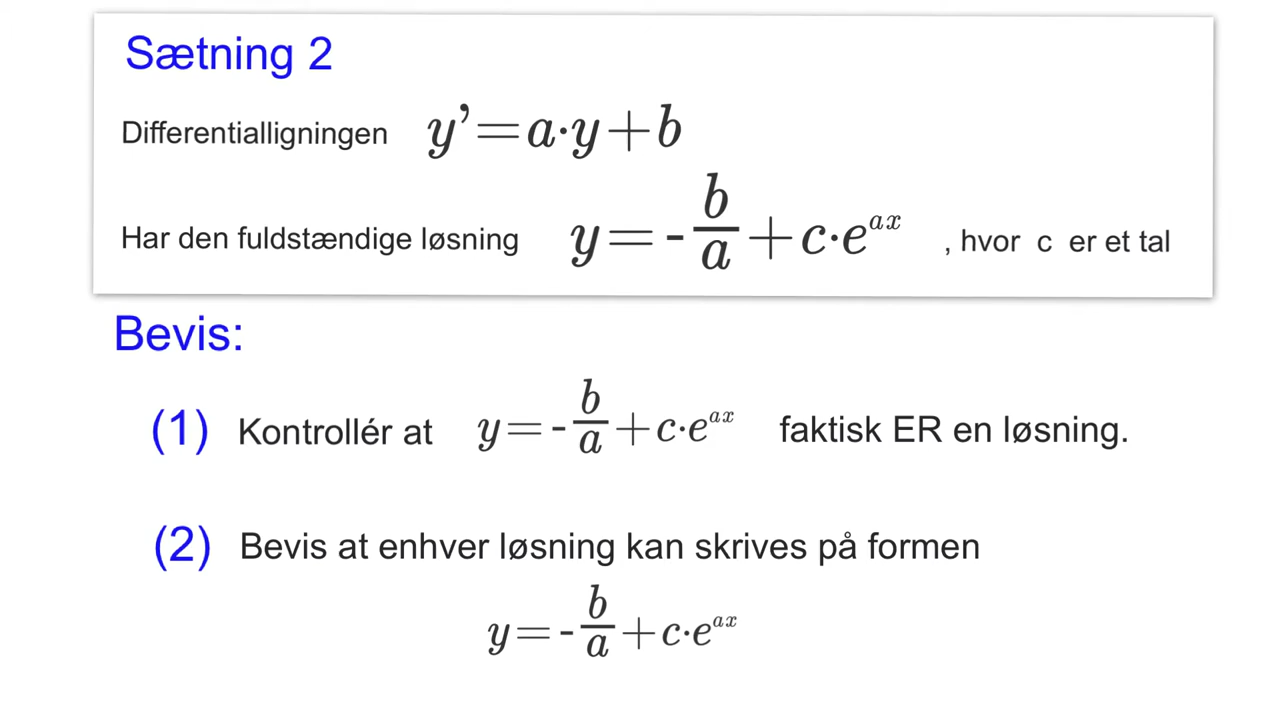 Sætning 2
Differentialligningen y’=a·y+b
Har den fuldstændige løsning y=-b/a+c·e^{ax} , hvor c er et tal
Bevis:
(1) Kontrollér at y=-b/a+c·e^{ax} faktisk ER en løsning.
(2) Bevis at enhver løsning kan skrives på formen
y=-b/a+c·e^{ax}